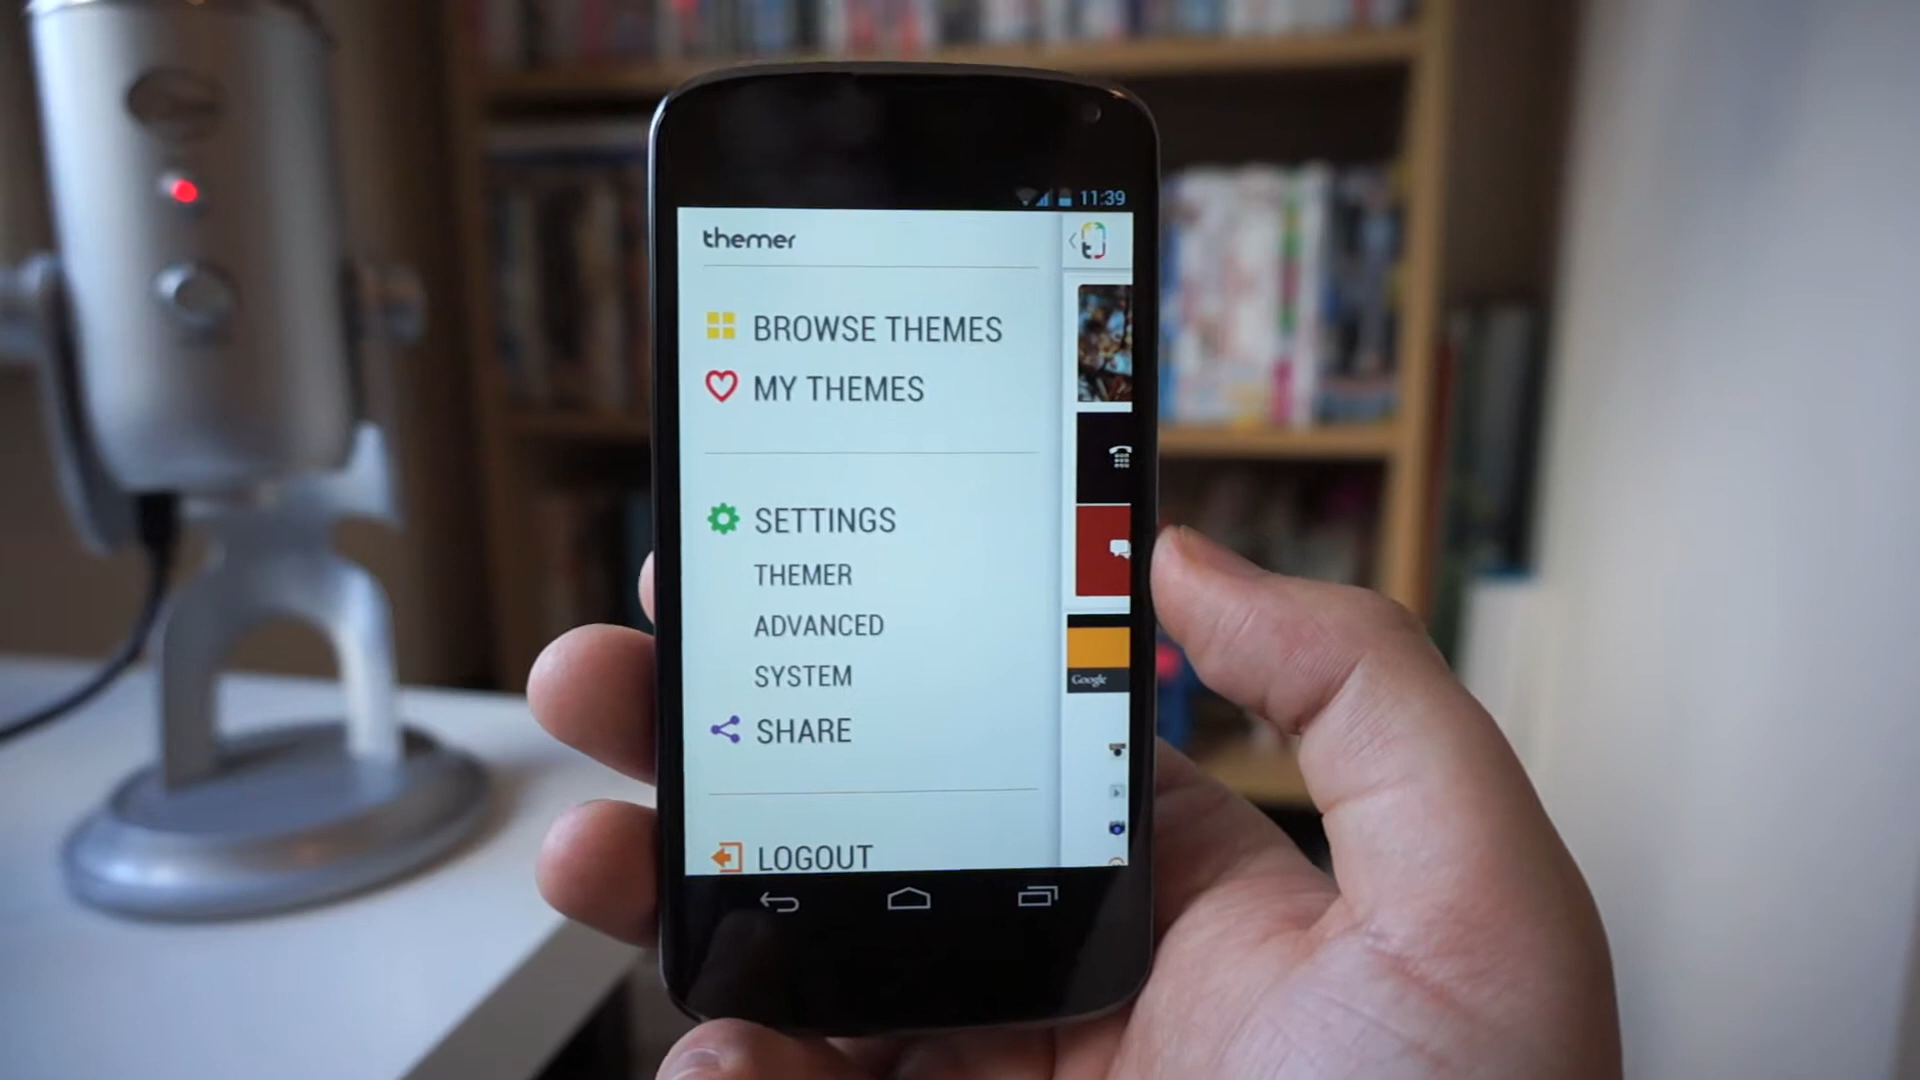 11:39
themer
BROWSE THEMES
MY THEMES
SETTINGS
THEMER
ADVANCED
SYSTEM
SHARE
LOGOUT
Google